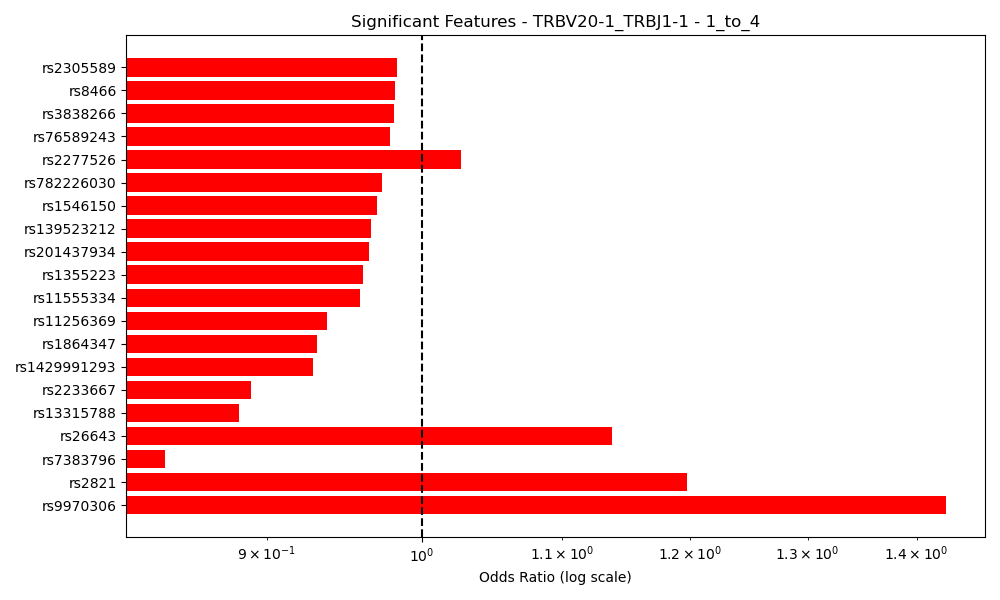 Significant Features - TRBV20-1_TRBJ1-1 - 1_to_4
rs2305589
rs8466
rs3838266
rs76589243
rs2277526
rs782226030
rs1546150
rs139523212
rs201437934
rs1355223
rs11555334
rs11256369
rs1864347
rs1429991293
rs2233667
rs13315788
rs26643
rs7383796
rs2821
rs9970306
9 × 10⁻¹ 10⁰ 1.1 × 10⁰ 1.2 × 10⁰ 1.3 × 10⁰ 1.4 × 10⁰
Odds Ratio (log scale)